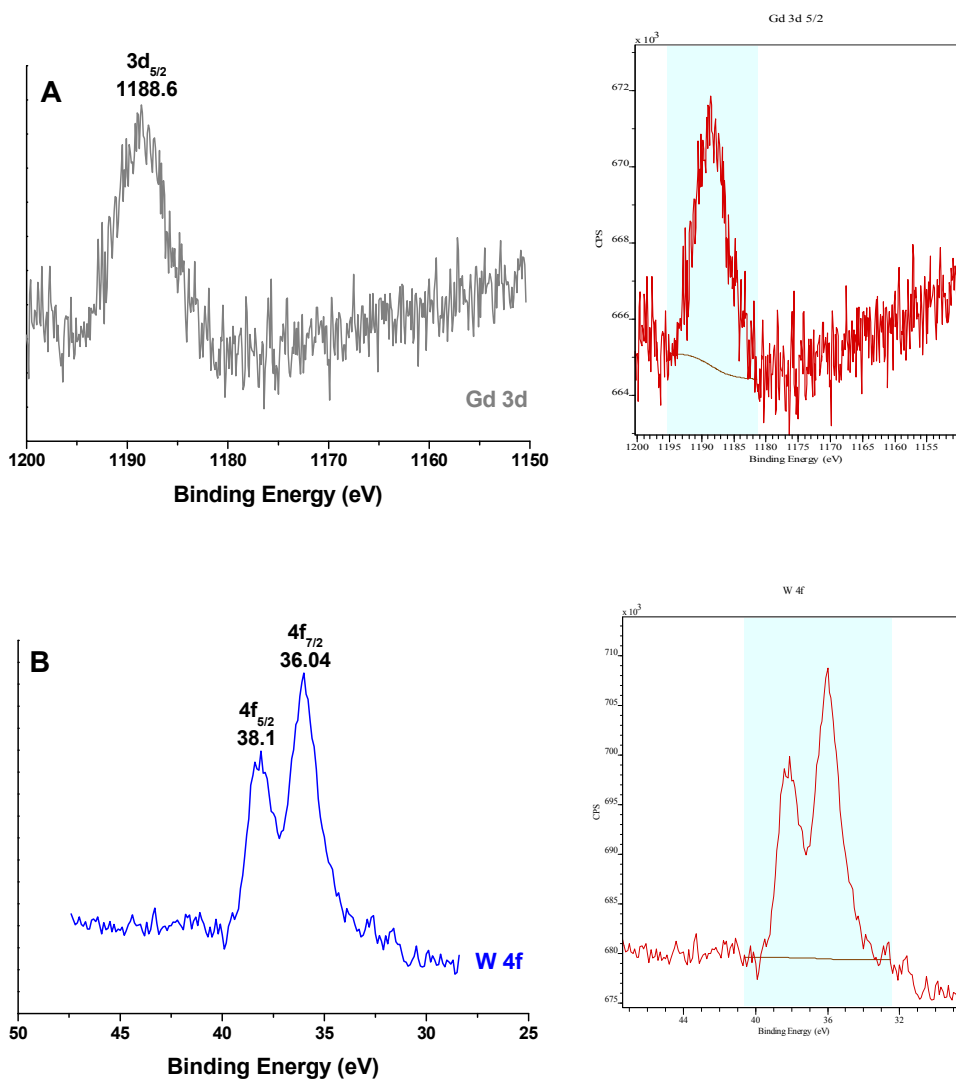 A
3d5/2
1188.6
Gd 3d
1200 1190 1180 1170 1160 1150
Binding Energy (eV)
Gd 3d 5/2
x 10³
672
670
668
666
664
CPS
1200 1195 1190 1185 1180 1175 1170 1165 1160 1155
Binding Energy (eV)
B
4f7/2
36.04
4f5/2
38.1
W 4f
50 45 40 35 30 25
Binding Energy (eV)
W 4f
x 10³
710
705
700
695
690
685
680
675
CPS
44 40 36 32
Binding Energy (eV)